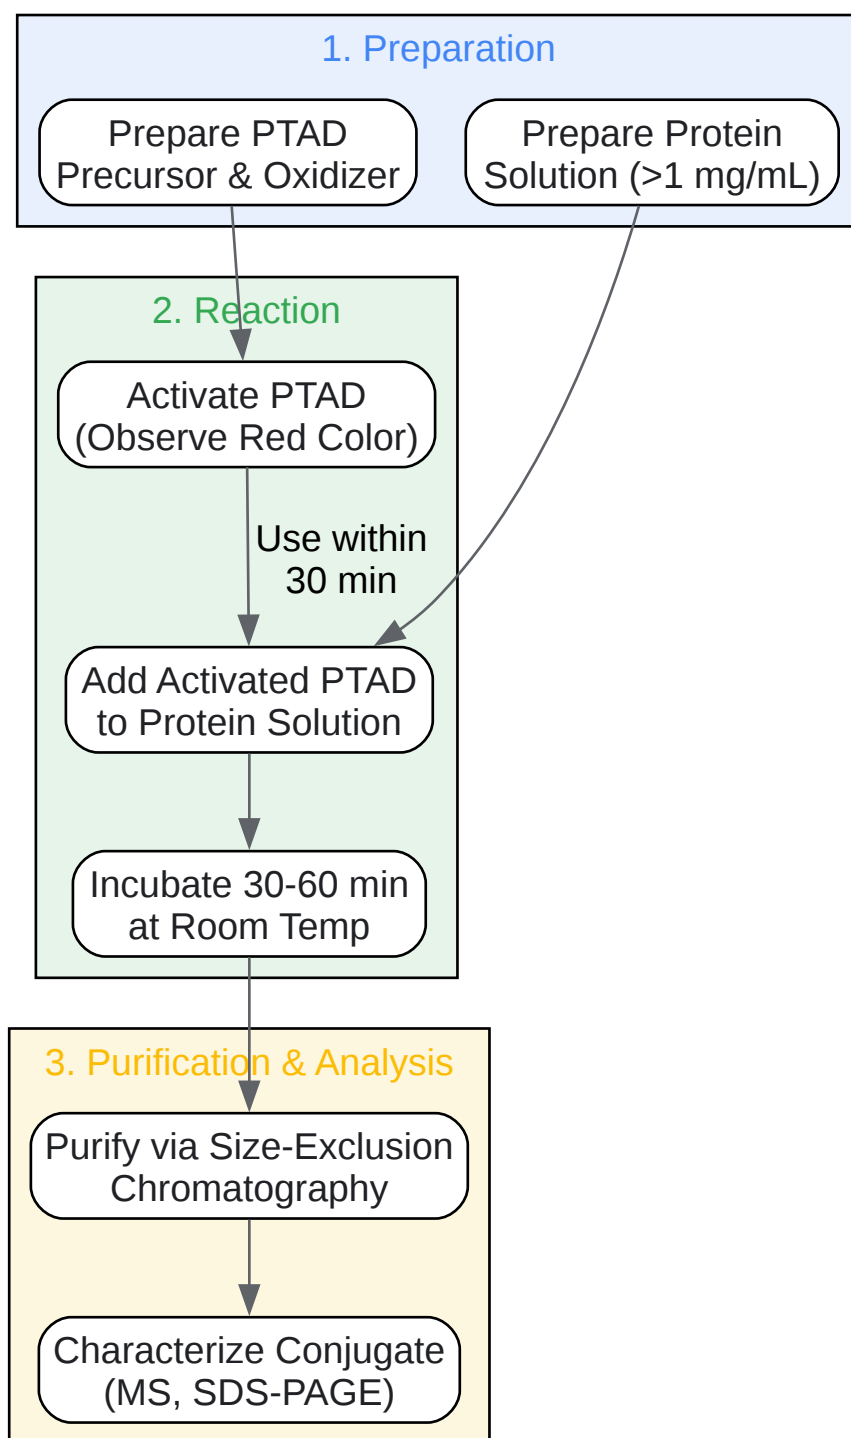 1. Preparation
Prepare PTAD
Precursor & Oxidizer
Prepare Protein
Solution (>1 mg/mL)
2. Reaction
Activate PTAD
(Observe Red Color)
Use within
30 min
Add Activated PTAD
to Protein Solution
Incubate 30-60 min
at Room Temp
3. Purification & Analysis
Purify via Size-Exclusion
Chromatography
Characterize Conjugate
(MS, SDS-PAGE)